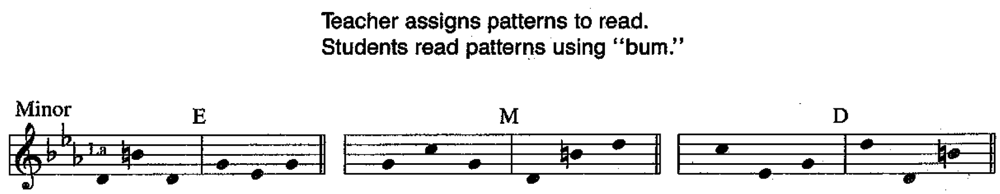 Teacher assigns patterns to read.
Students read patterns using “bum.”
Minor
E M D
La